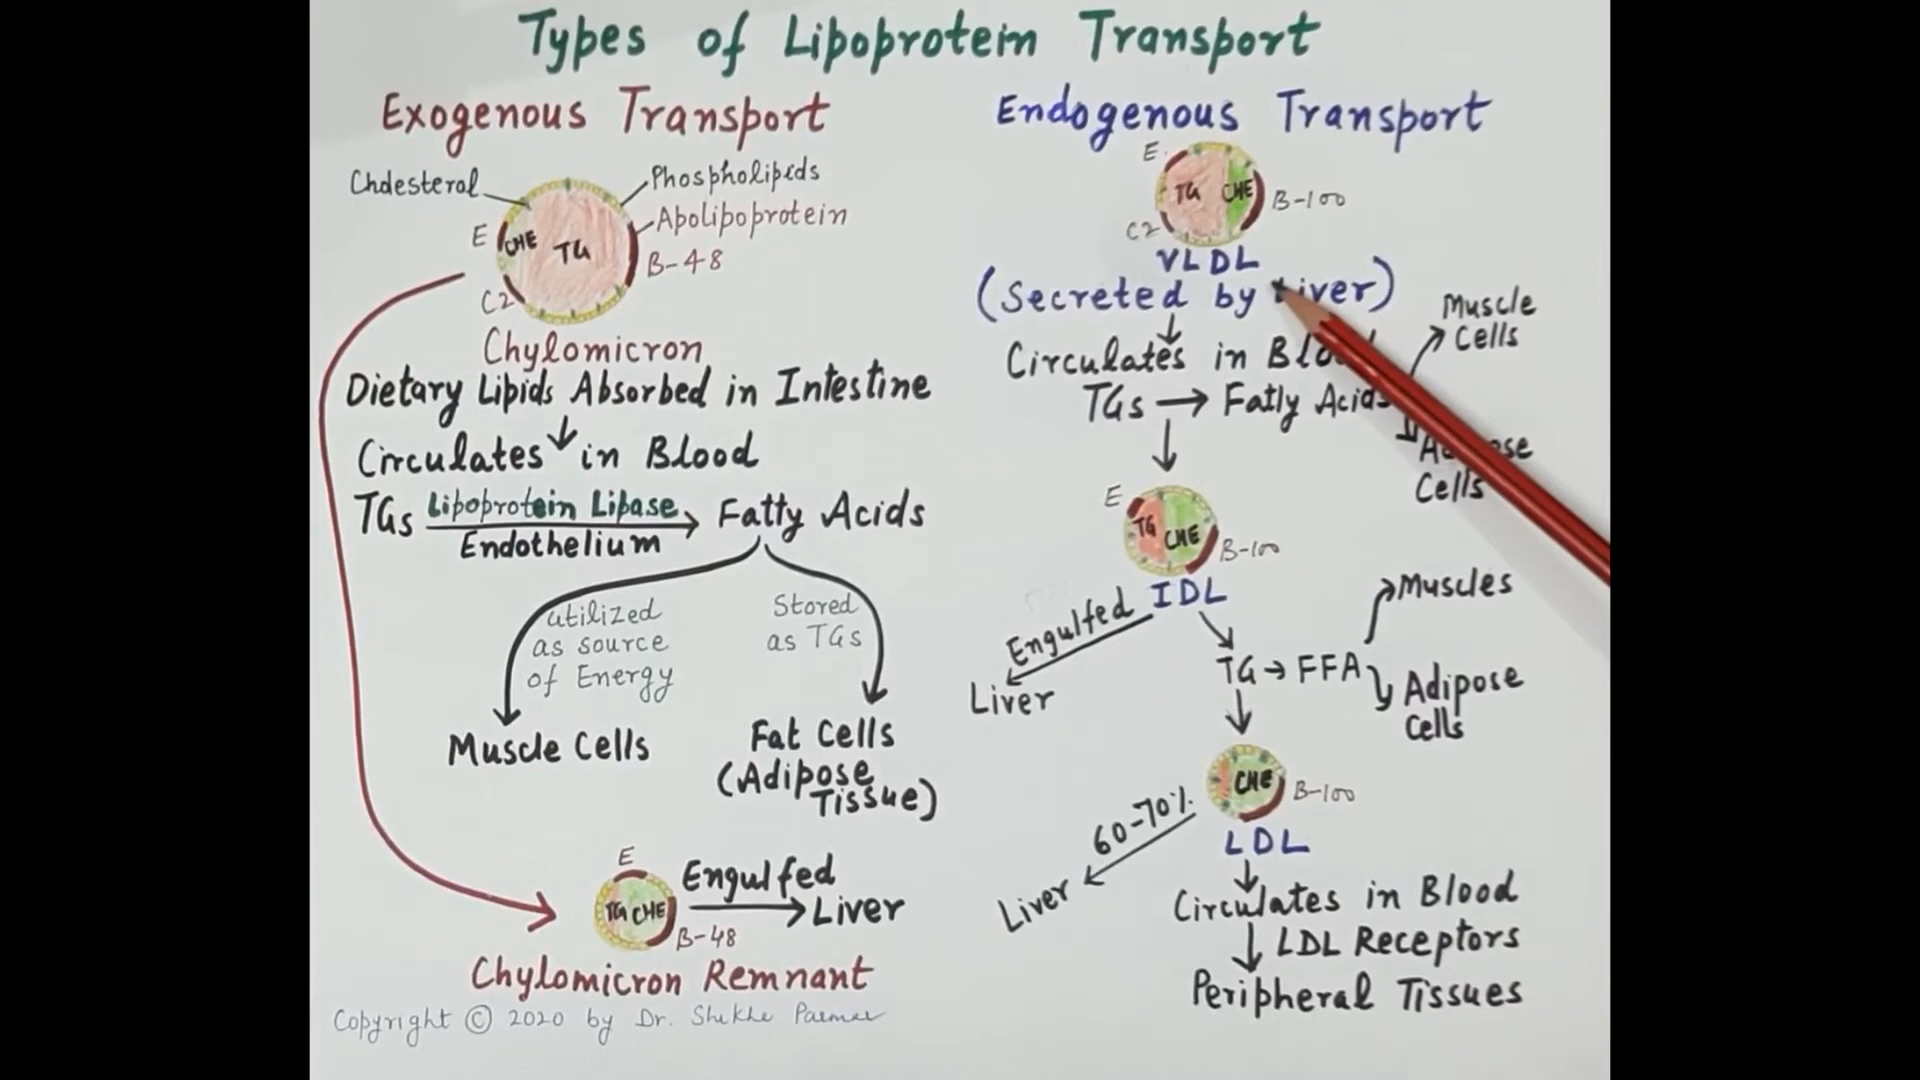 Types of Lipoprotein Transport
Exogenous Transport
Cholesterol
Phospholipids
Apolipoprotein
E
CHE
TG
B-48
C2
Chylomicron
Dietary Lipids Absorbed in Intestine
Circulates in Blood
TGs Lipoprotein Lipase Fatty Acids
Endothelium
utilized
as source
of Energy
Stored
as TGs
Muscle Cells
Fat Cells
(Adipose
Tissue)
E
TG CHE
B-48
Engulfed
Liver
Chylomicron Remnant
Copyright © 2020 by Dr.
Endogenous Transport
E
TG CHE
B-100
C2
VLDL
(Secreted by Liver)
Circulates in Blood
TGs → Fatty Acids
Muscle
Cells
Adipose
Cells
E
TG CHE
B-100
IDL
Engulfed
Liver
TG → FFA
Muscles
Adipose
Cells
CHE
B-100
LDL
60-70%
Liver
Circulates in Blood
LDL Receptors
Peripheral Tissues